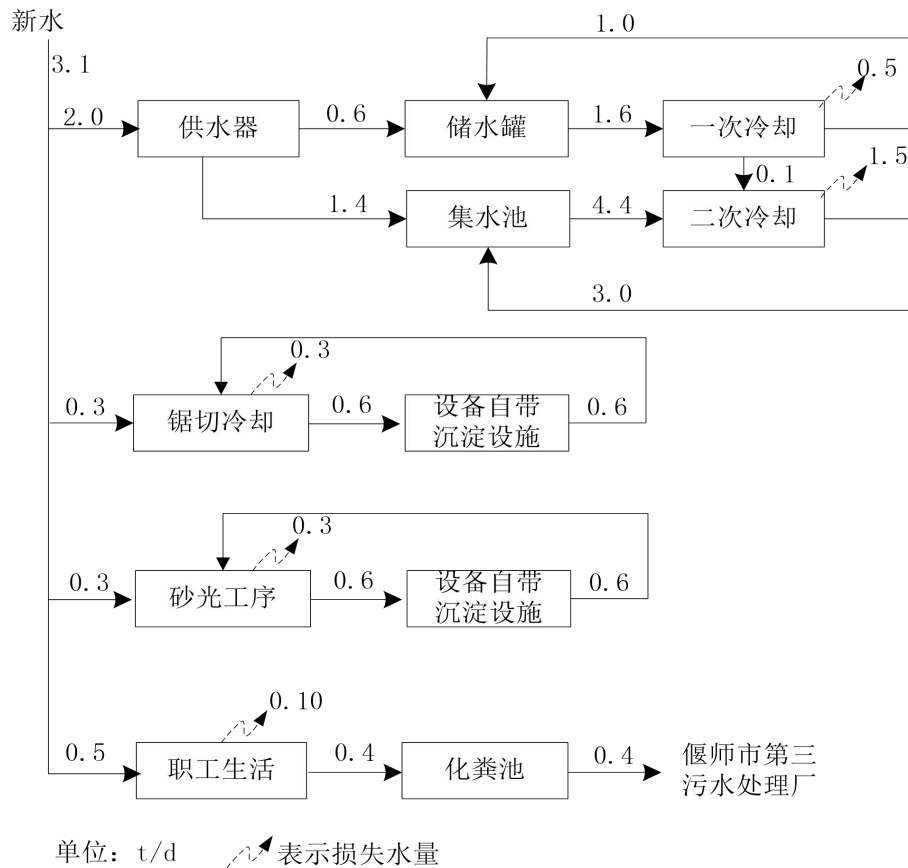 新水
3.1
1.0
0.5
2.0
供水器
0.6
储水罐
1.6
一次冷却
0.1
1.5
1.4
集水池
4.4
二次冷却
3.0
0.3
0.3
锯切冷却
0.6
设备自带
沉淀设施
0.6
0.3
0.3
砂光工序
0.6
设备自带
沉淀设施
0.6
0.10
0.5
职工生活
0.4
化粪池
0.4
偃师市第三
污水处理厂
单位：t/d
表示损失水量